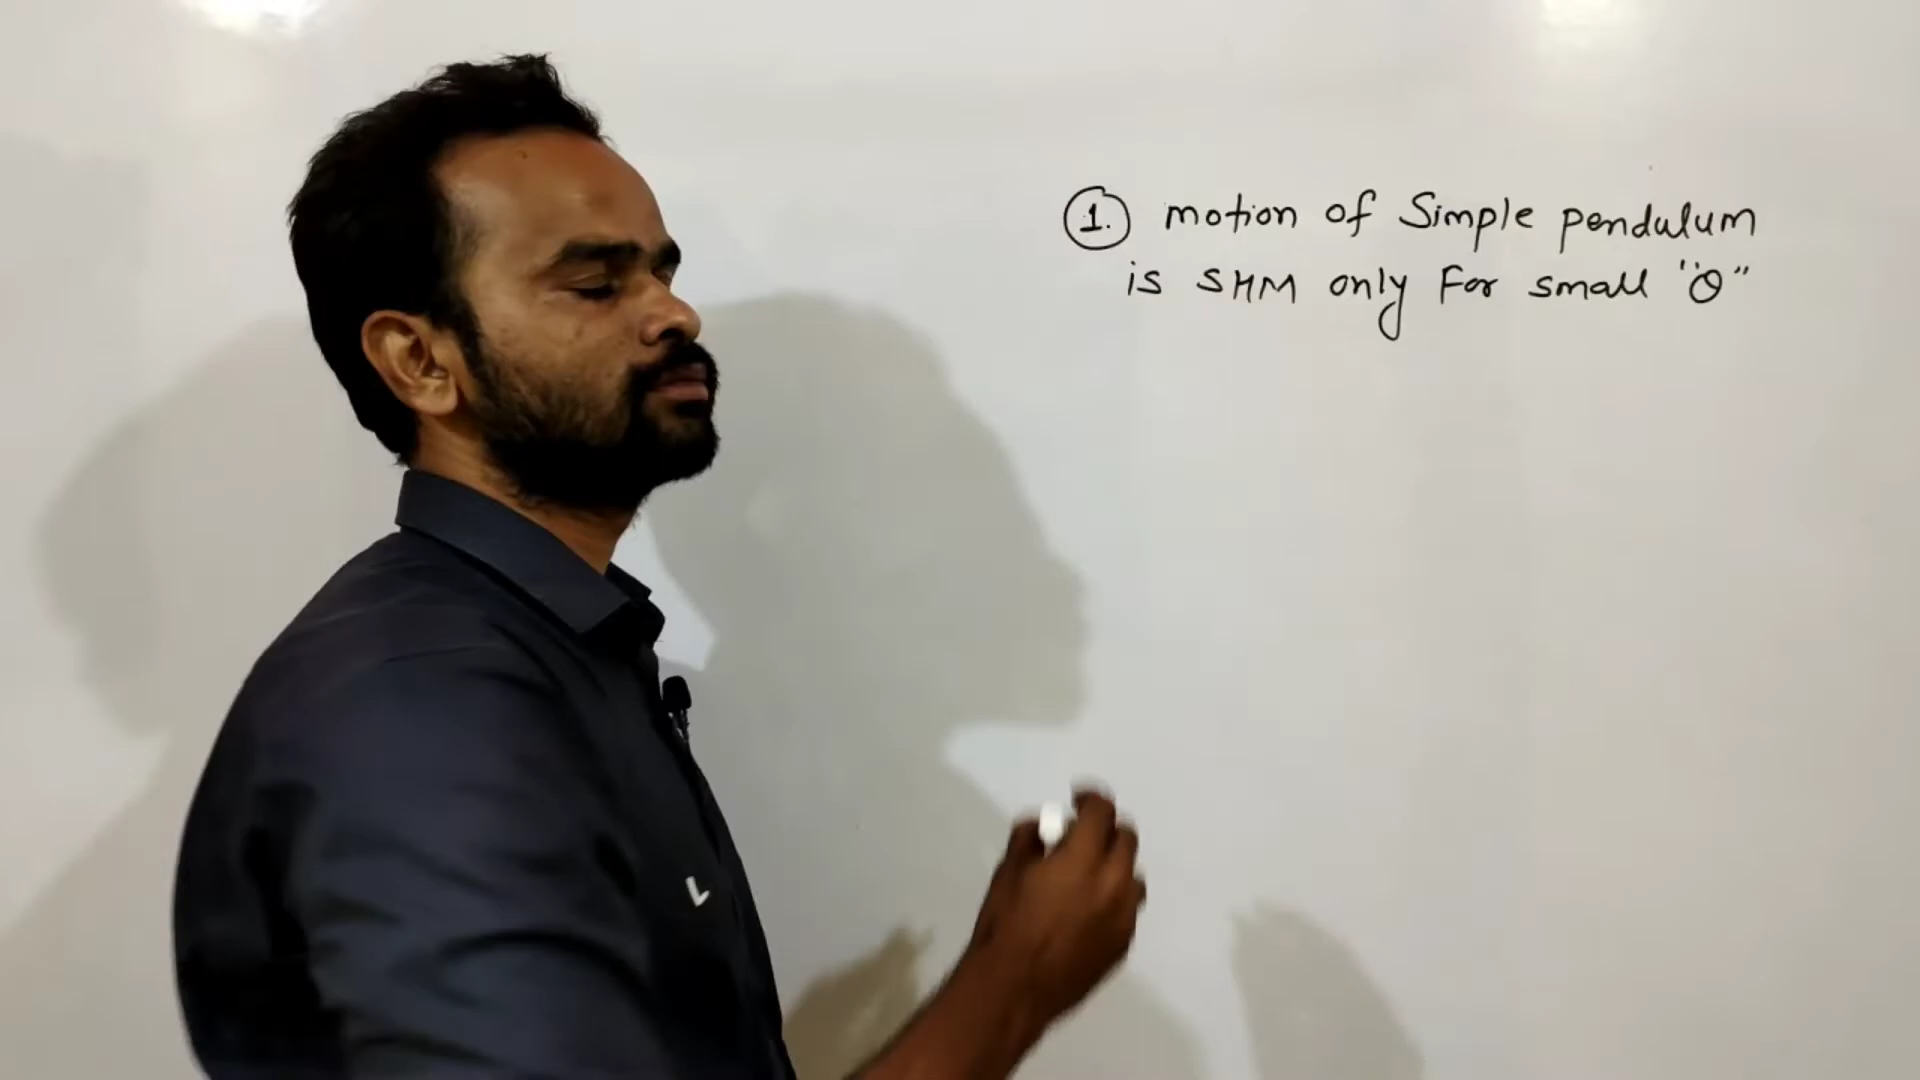 1. motion of Simple pendulum
is SHM only For small "θ"